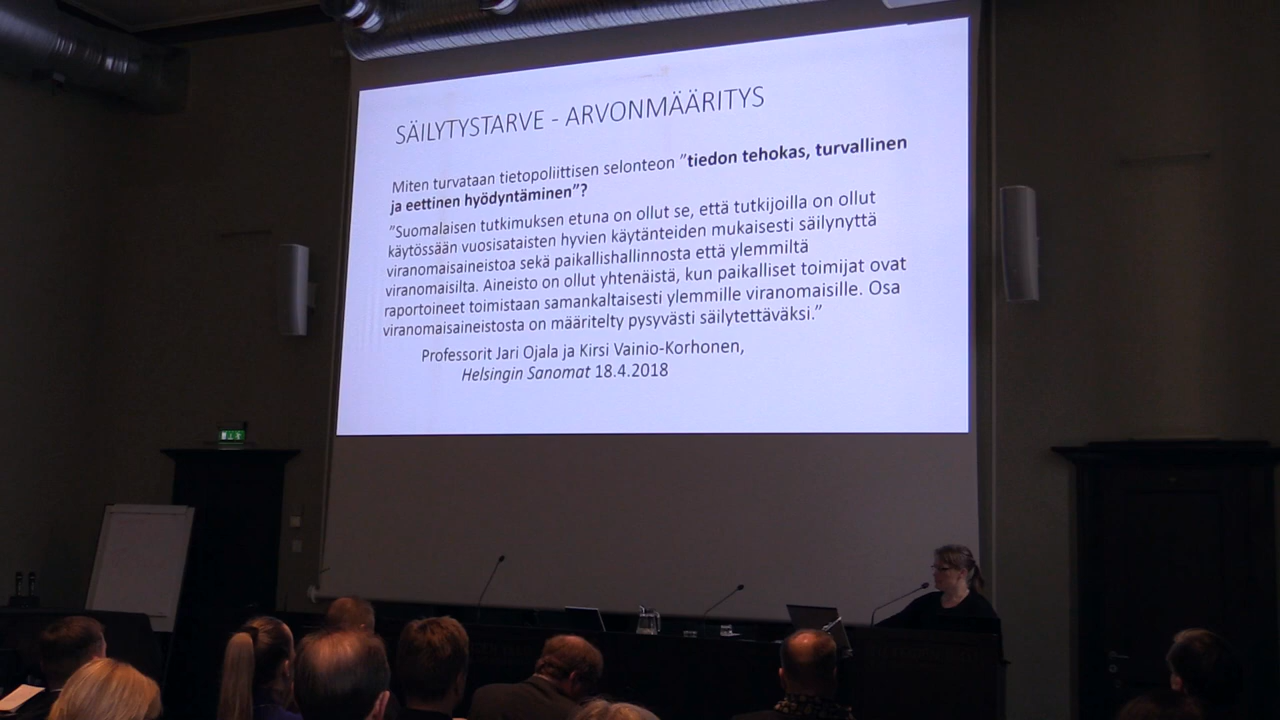 SÄILYTYSTARVE - ARVONMÄÄRITYS
Miten turvataan tietopoliittisen selonteon ”tiedon tehokas, turvallinen
ja eettinen hyödyntäminen”?
”Suomalaisen tutkimuksen etuna on ollut se, että tutkijoilla on ollut
käytössään vuosisataisten hyvien käytänteiden mukaisesti säilynyttä
viranomaisaineistoa sekä paikallishallinnosta että ylemmiltä
viranomaisilta. Aineisto on ollut yhtenäistä, kun paikalliset toimijat ovat
raportoineet toimistaan samankaltaisesti ylemmille viranomaisille. Osa
viranomaisaineistosta on määritelty pysyvästi säilytettäväksi.”
Professorit Jari Ojala ja Kirsi Vainio-Korhonen,
Helsingin Sanomat 18.4.2018